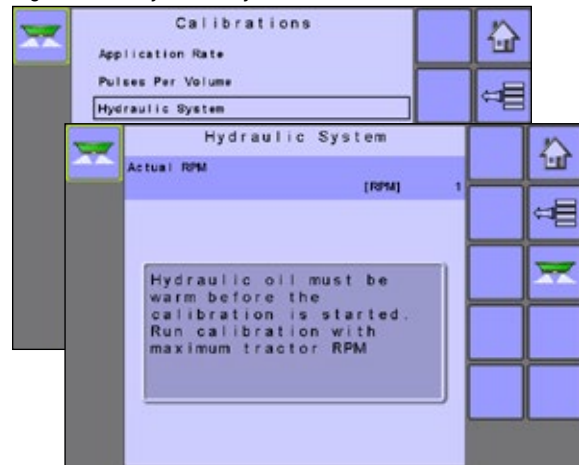 Calibrations
Application Rate
Pulses Per Volume
Hydraulic System
Hydraulic System
Actual RPM
[RPM] 1
Hydraulic oil must be
warm before the
calibration is started.
Run calibration with
maximum tractor RPM